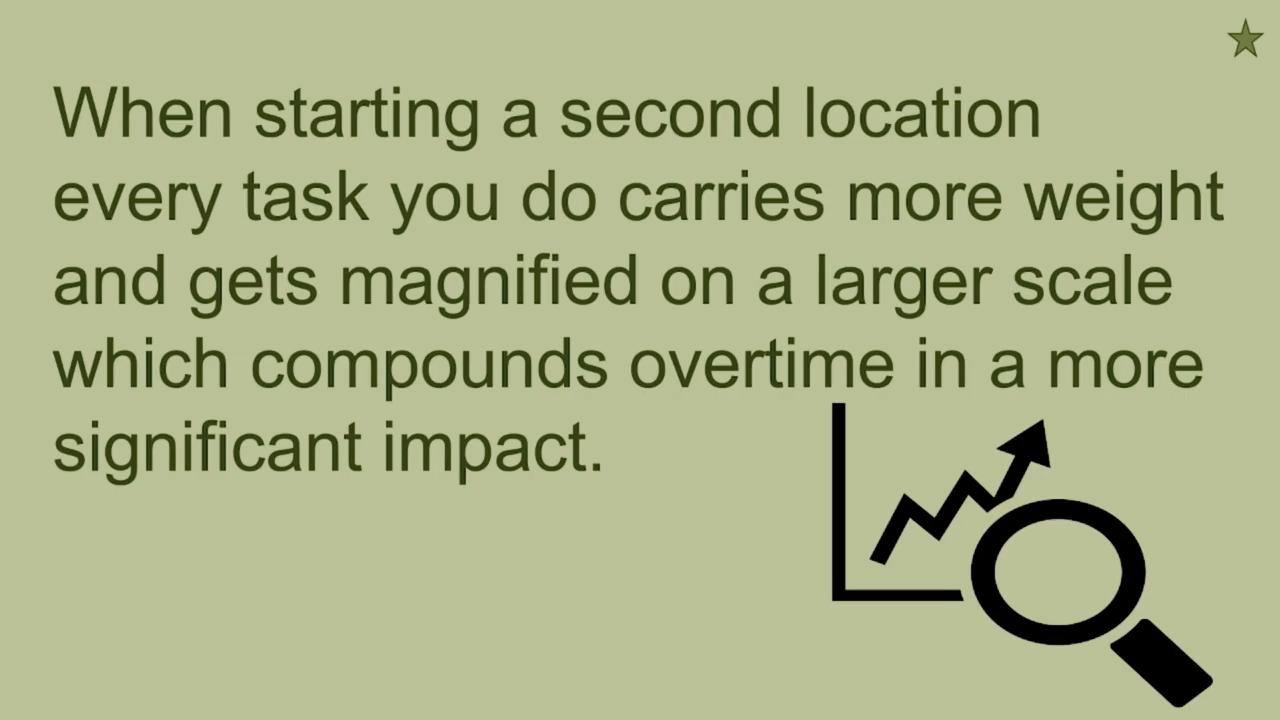 When starting a second location
every task you do carries more weight
and gets magnified on a larger scale
which compounds overtime in a more
significant impact.